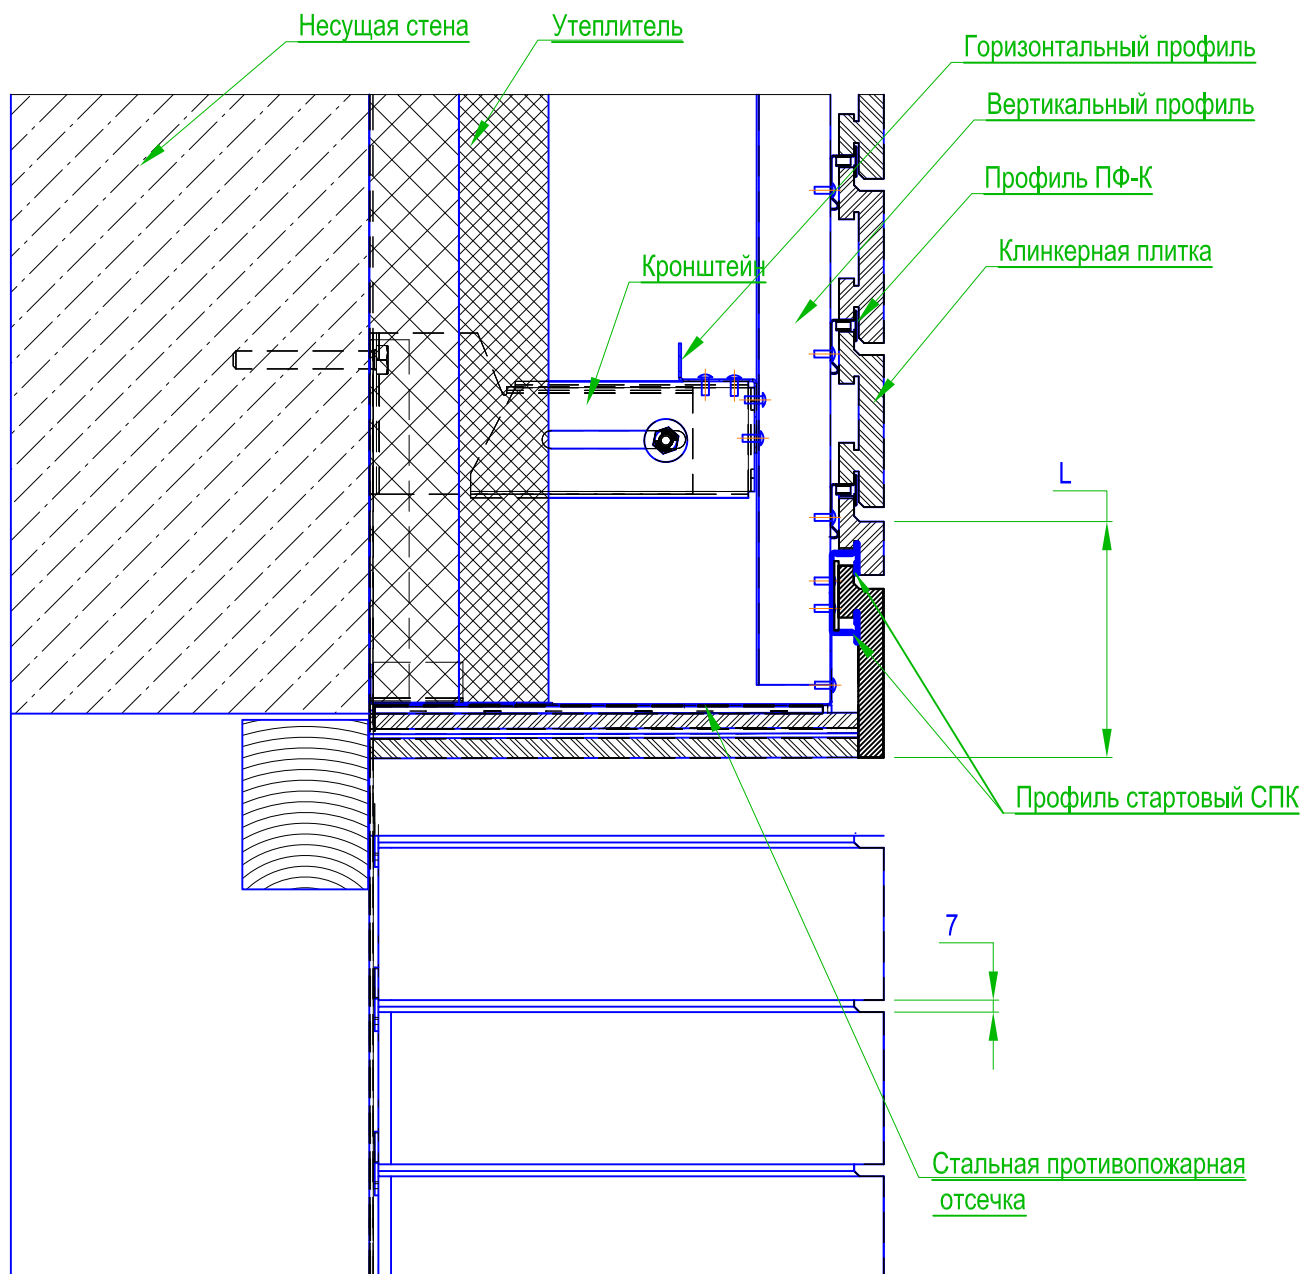 Несущая стена
Утеплитель
Горизонтальный профиль
Вертикальный профиль
Профиль ПФ-К
Клинкерная плитка
Кронштейн
L
Профиль стартовый СПК
7
Стальная противопожарная
отсечка